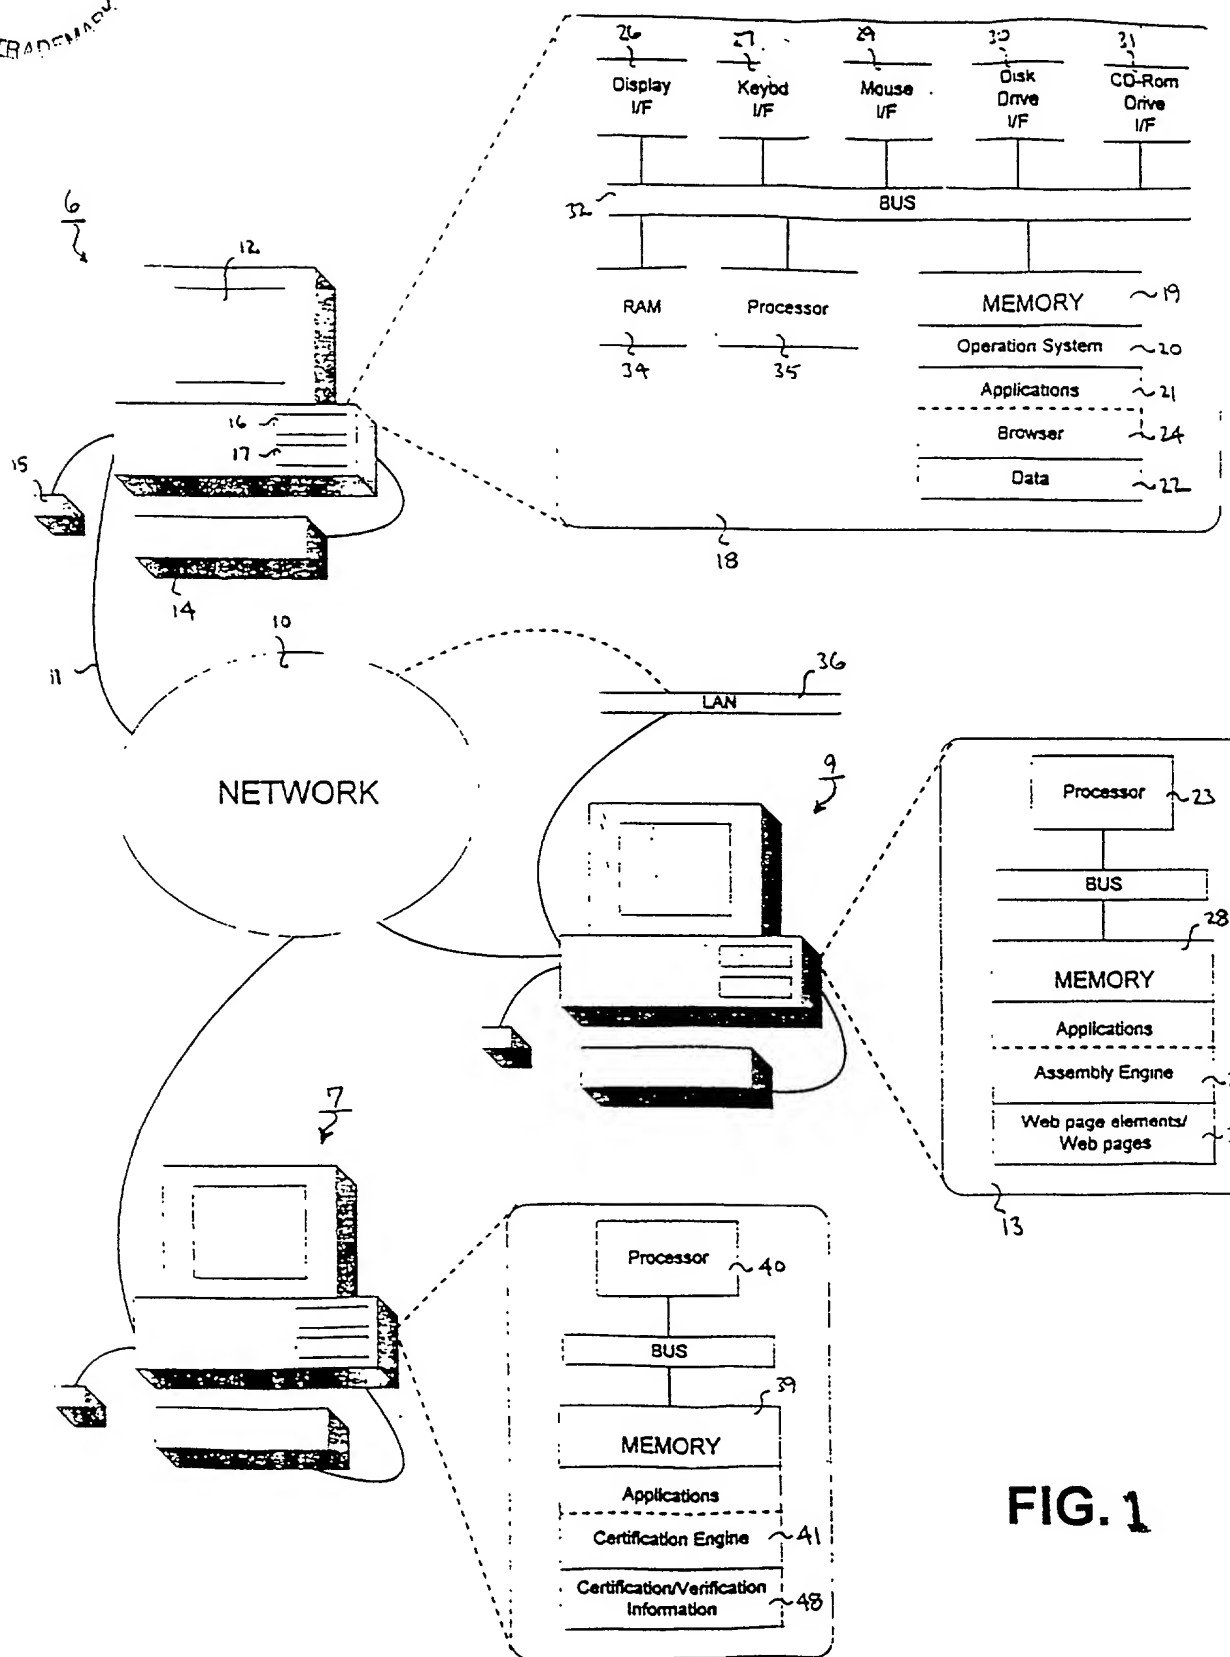 TRADEMARK
26 27 29 30 31
Display I/F
Keybd I/F
Mouse I/F
Disk Drive I/F
CD-Rom Drive I/F
32 BUS
6
12
RAM
34
Processor
35
MEMORY 19
Operation System 20
Applications 21
Browser 24
Data 22
16
17
15
14
18
11
10
NETWORK
36
LAN
9
Processor 23
BUS
28
MEMORY
Applications
Assembly Engine
Web page elements/
Web pages
13
7
Processor 40
BUS
39
MEMORY
Applications
Certification Engine 41
Certification/Verification
Information 48
FIG. 1